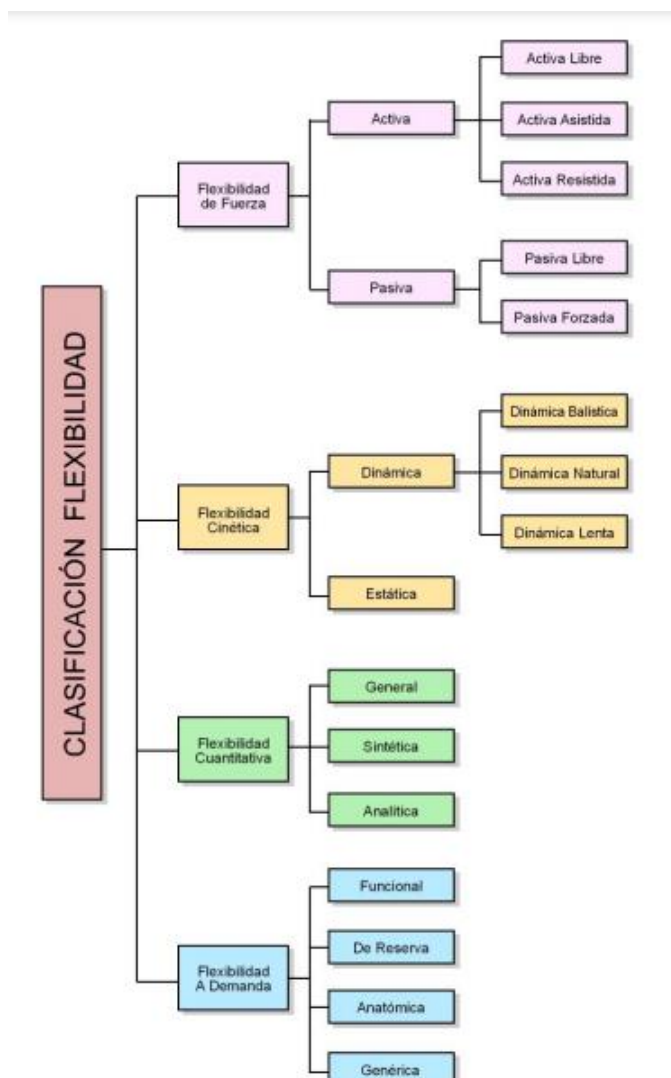 CLASIFICACIÓN FLEXIBILIDAD
Flexibilidad
de Fuerza
Activa
Activa Libre
Activa Asistida
Activa Resistida
Pasiva
Pasiva Libre
Pasiva Forzada
Flexibilidad
Cinética
Dinámica
Dinámica Balística
Dinámica Natural
Dinámica Lenta
Estática
Flexibilidad
Cuantitativa
General
Sintética
Analítica
Flexibilidad
A Demanda
Funcional
De Reserva
Anatómica
Genérica